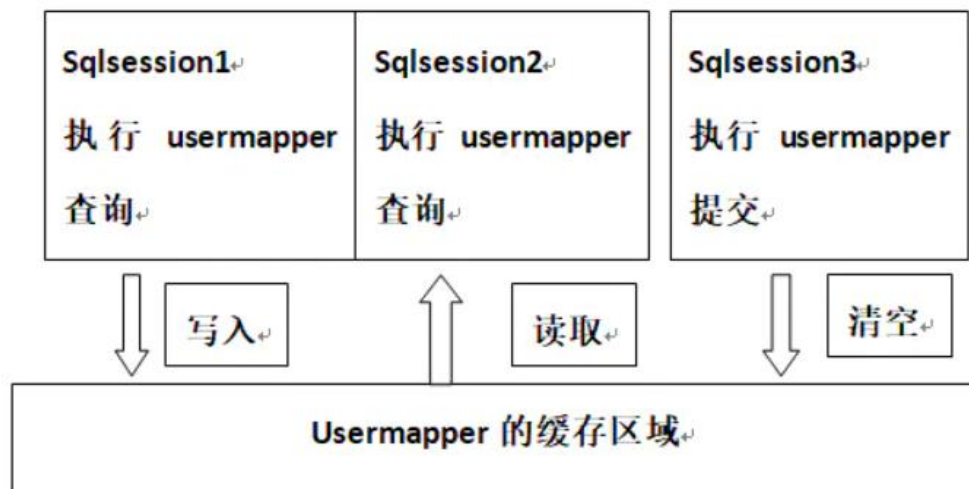 Sqlsession1
执行 usermapper
查询
Sqlsession2
执行 usermapper
查询
Sqlsession3
执行 usermapper
提交
写入
读取
清空
Usermapper 的缓存区域